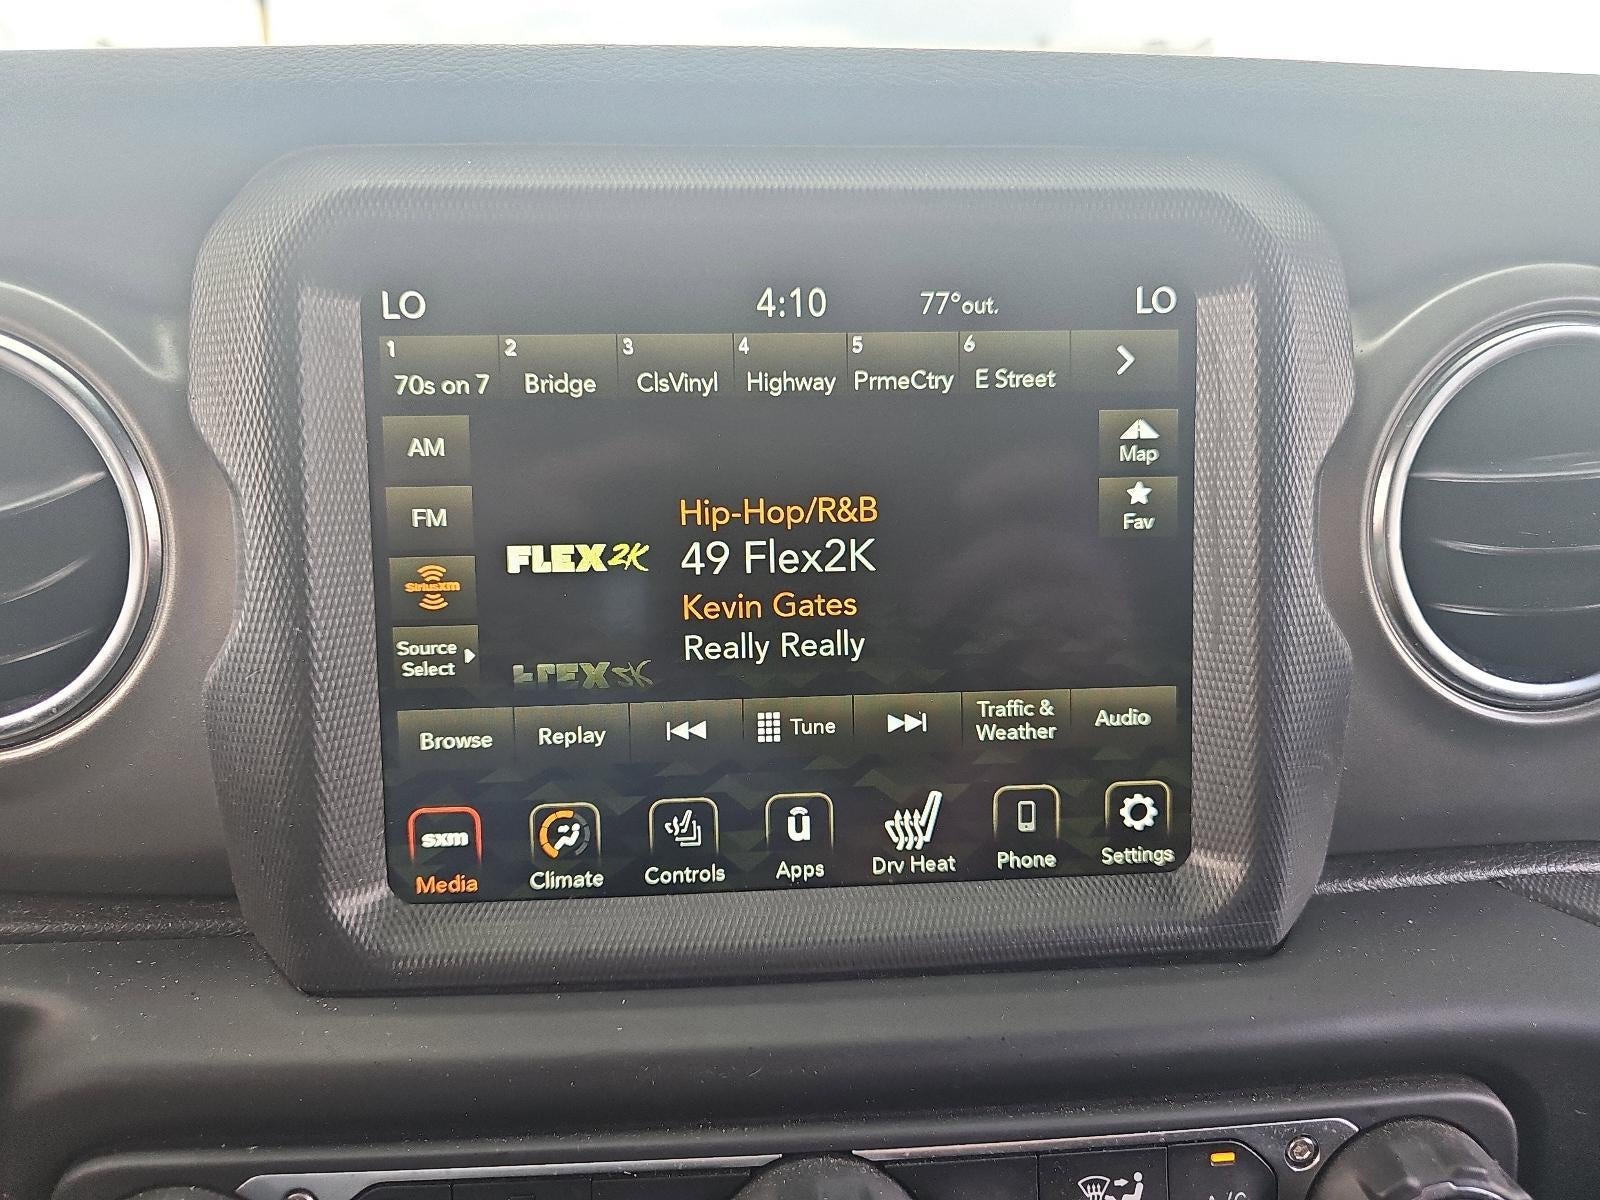 LO 4:10 77°out. LO
1 2 3 4 5 6
70s on 7 Bridge ClsVinyl Highway PrmeCtry E Street
AM
Map
FM
Fav
Hip-Hop/R&B
FLEX2K
49 Flex2K
SiriusXM
Kevin Gates
Source
Select
Really Really
Browse Replay Tune Traffic &
Weather Audio
sxm
Media Climate Controls Apps Drv Heat Phone Settings
A/C